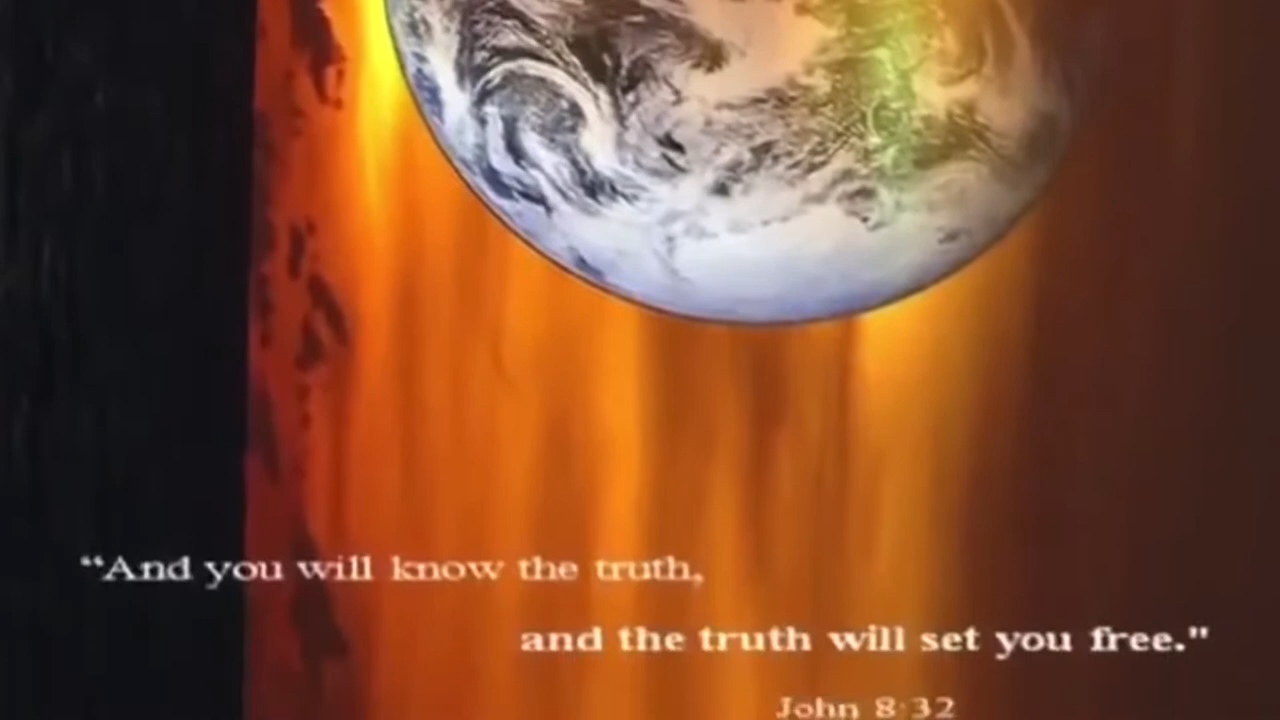 “And you will know the truth,
and the truth will set you free."
John 8:32